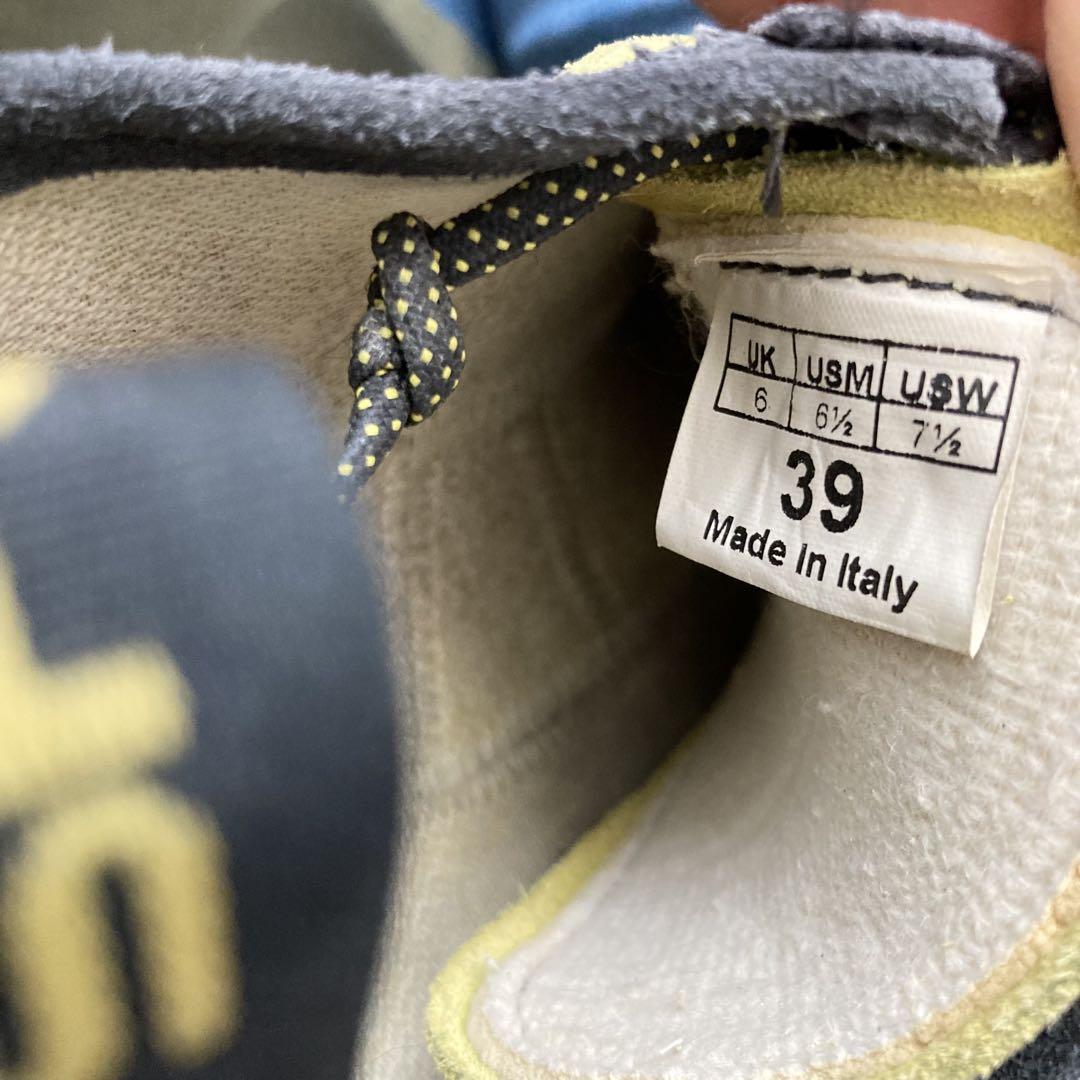 UK USM USW
6 6½ 7½
39
Made in Italy